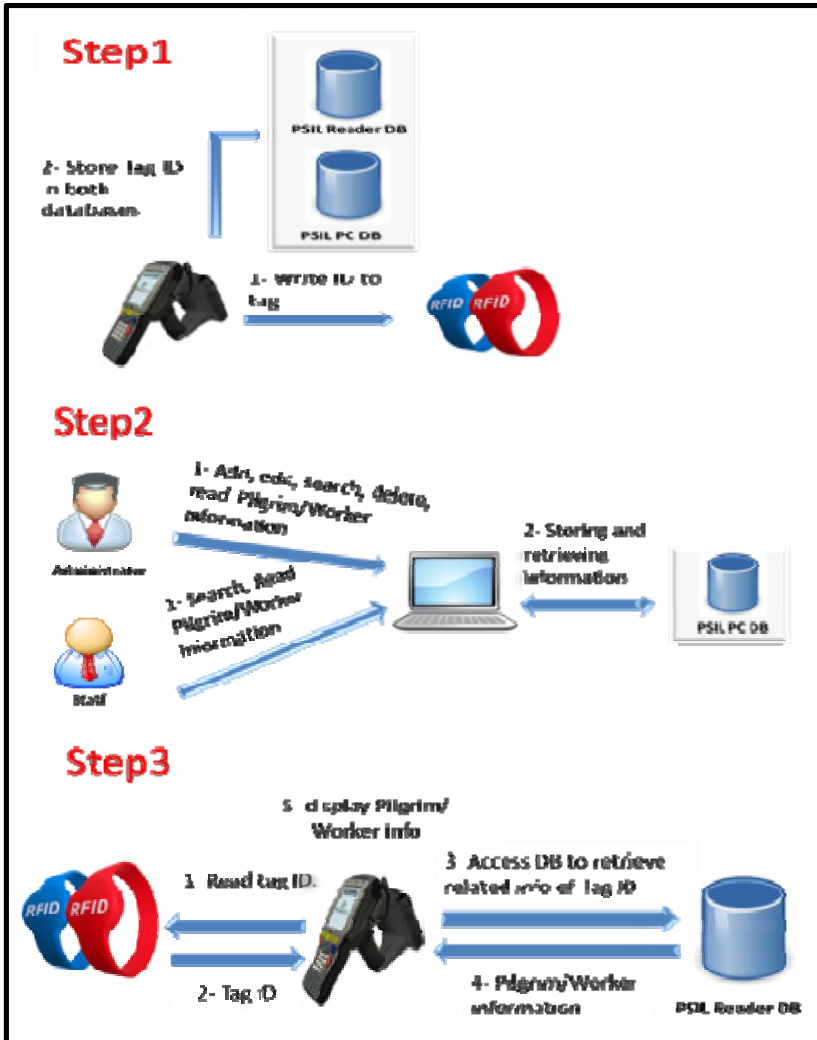 Step1
PSIL Reader DB
2- Store Tag ID
in both
databases
PSIL PC DB
1- Write ID to
tag
RFID
RFID
Step2
1- Add, edit, search, delete,
read Pilgrim/Worker
information
Administrator
2- Storing and
retrieving
information
1- Search, Read
Pilgrim/Worker
Information
PSIL PC DB
Staff
Step3
5 display Pilgrim/
Worker info
1 Read tag ID.
3 Access DB to retrieve
related info of Tag ID
RFID
RFID
2- Tag ID
4- Pilgrim/Worker
information
PSIL Reader DB